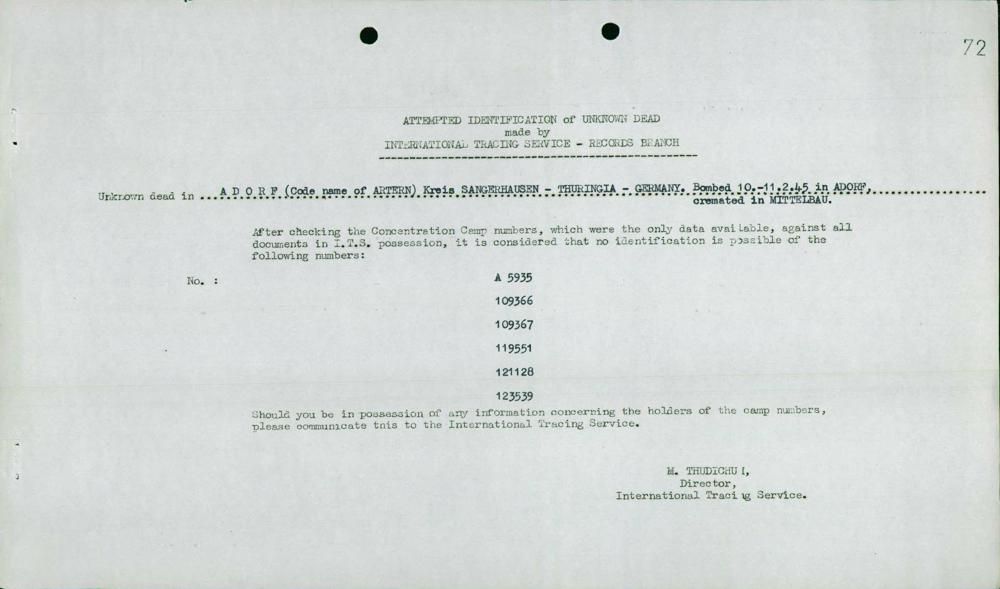 72
ATTEMPTED IDENTIFICATION of UNKNOWN DEAD
made by
INTERNATIONAL TRACING SERVICE - RECORDS BRANCH
Unknown dead in ... A D O R F (Code name of ARTERN) Kreis SANGERHAUSEN - THURINGIA - GERMANY. Bombed 10.-11.2.45 in ADORF,
cremated in MITTELBAU.
After checking the Concentration Camp numbers, which were the only data available, against all
documents in I.T.S. possession, it is considered that no identification is possible of the
following numbers:
No. :
A 5935
109366
109367
119551
121128
123539
Should you be in possession of any information concerning the holders of the camp numbers,
please communicate this to the International Tracing Service.
M. THUDICHU I,
Director,
International Traci g Service.